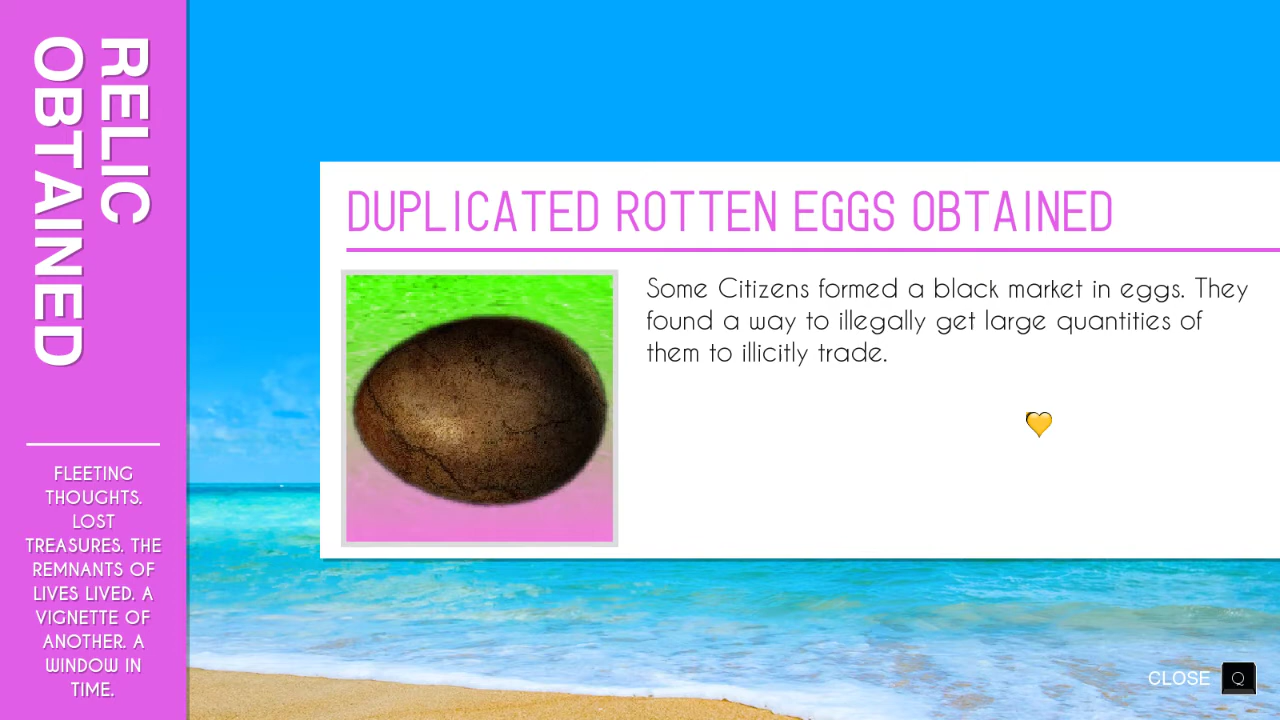 RELIC
OBTAINED
FLEETING
THOUGHTS.
LOST
TREASURES. THE
REMNANTS OF
LIVES LIVED. A
VIGNETTE OF
ANOTHER. A
WINDOW IN
TIME.
DUPLICATED ROTTEN EGGS OBTAINED
Some Citizens formed a black market in eggs. They
found a way to illegally get large quantities of
them to illicitly trade.
CLOSE Q